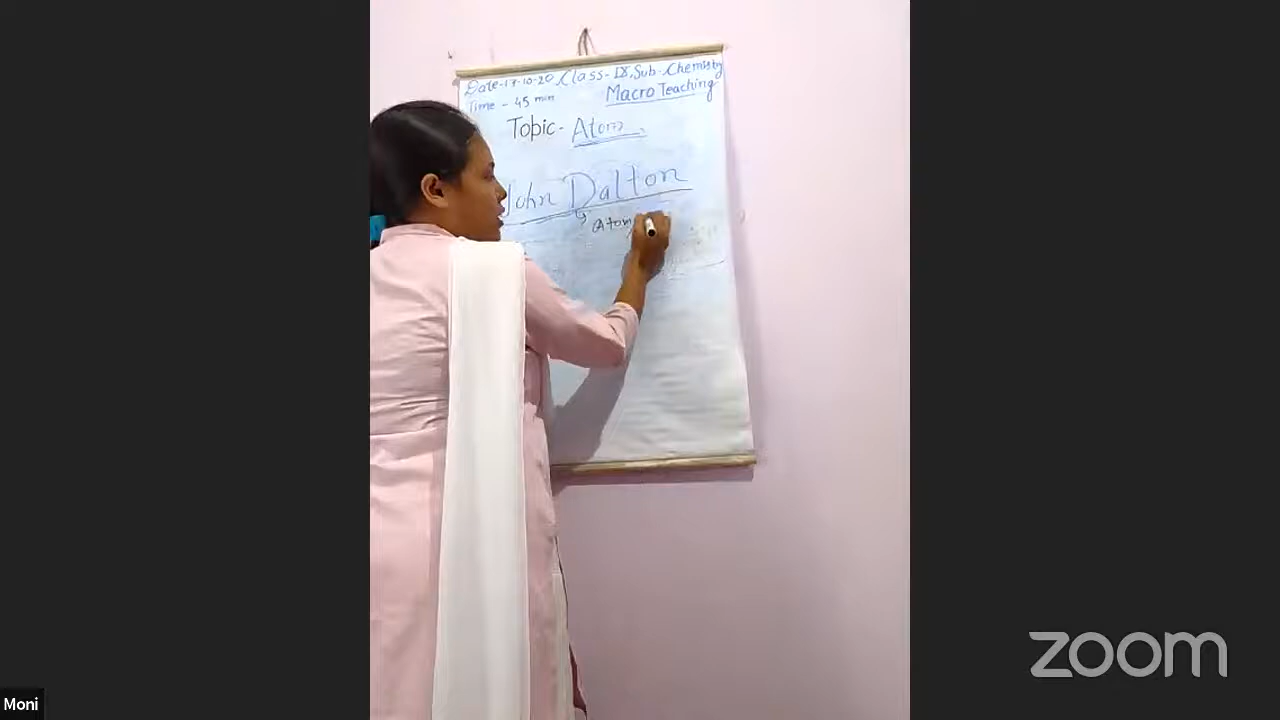 Date-17-10-20, Class-IX, Sub-Chemistry
Time - 45 min Macro Teaching
Topic- Atom
John Dalton
Atom
zoom
Moni